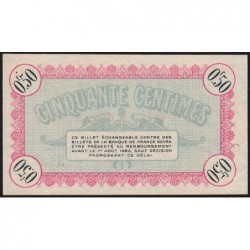 0,50 0,50
CINQUANTE CENTIMES
CE BILLET ÉCHANGEABLE CONTRE DES
BILLETS DE LA BANQUE DE FRANCE DEVRA
ÊTRE PRÉSENTÉ AU REMBOURSEMENT
AVANT LE 1ER AOÛT 1920, SAUF DÉCISION
PROROGEANT CE DÉLAI
0,50 0,50